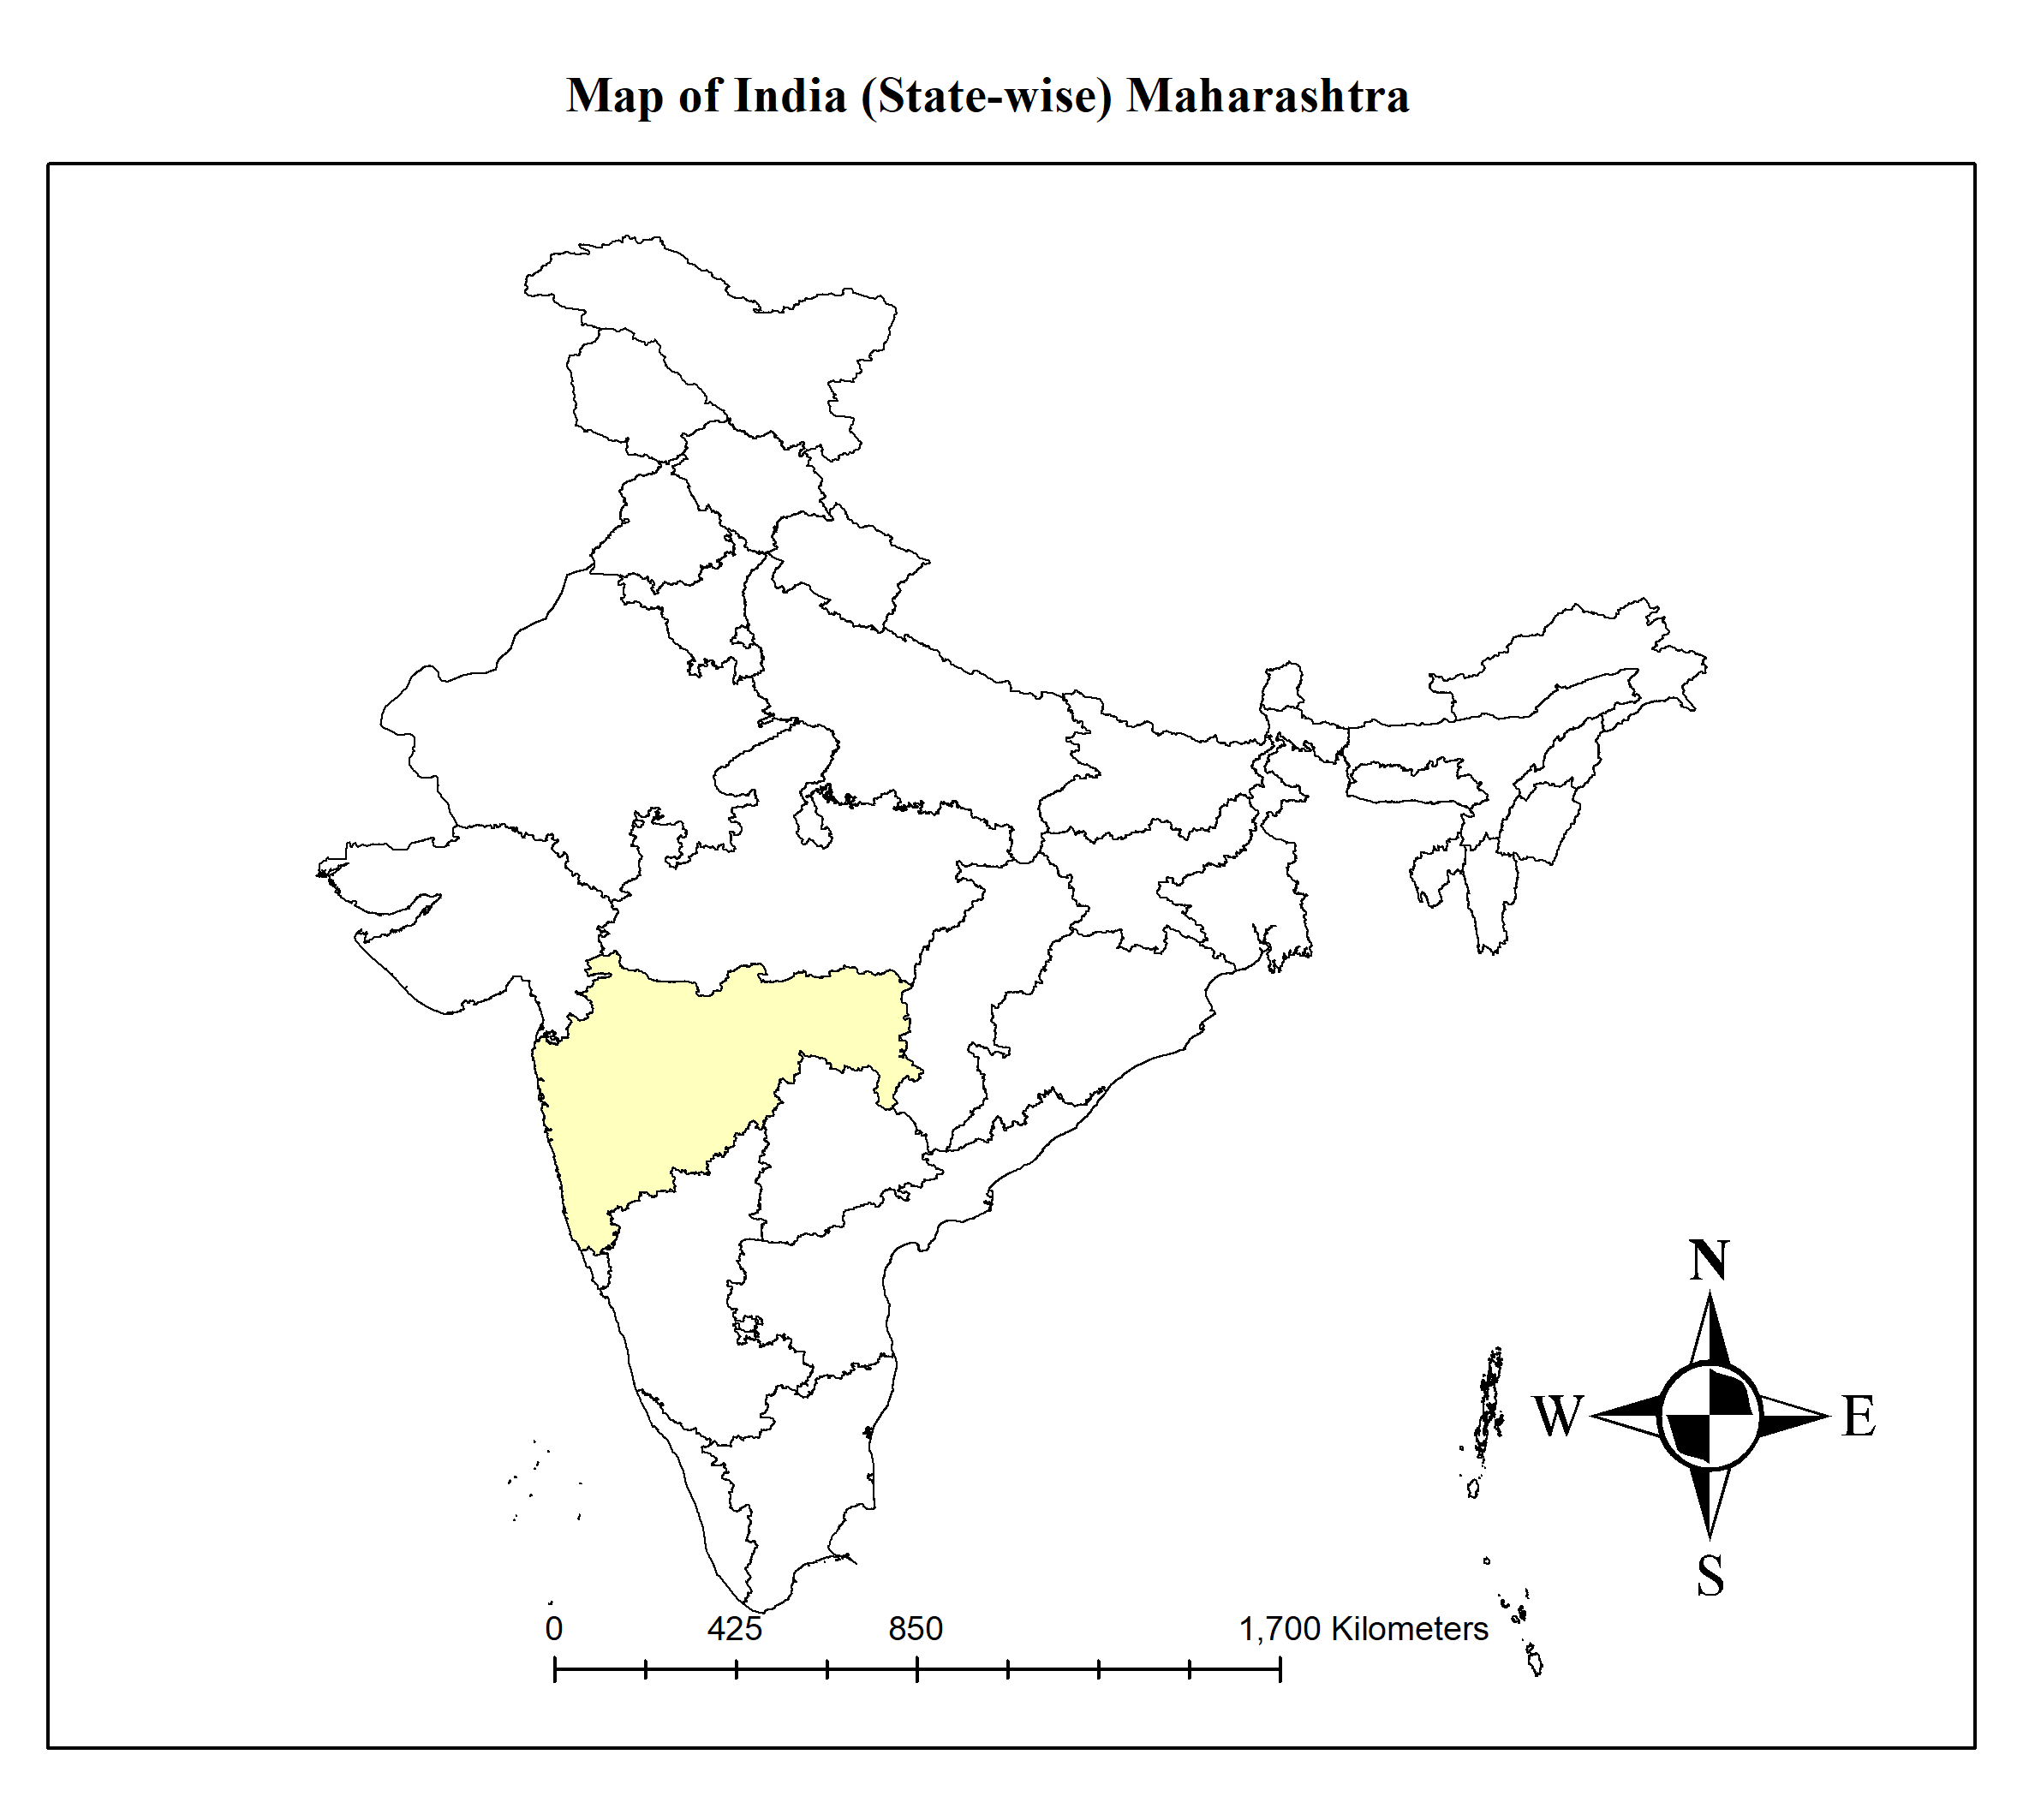 Map of India (State-wise) Maharashtra
N
W E
S
0 425 850 1,700 Kilometers